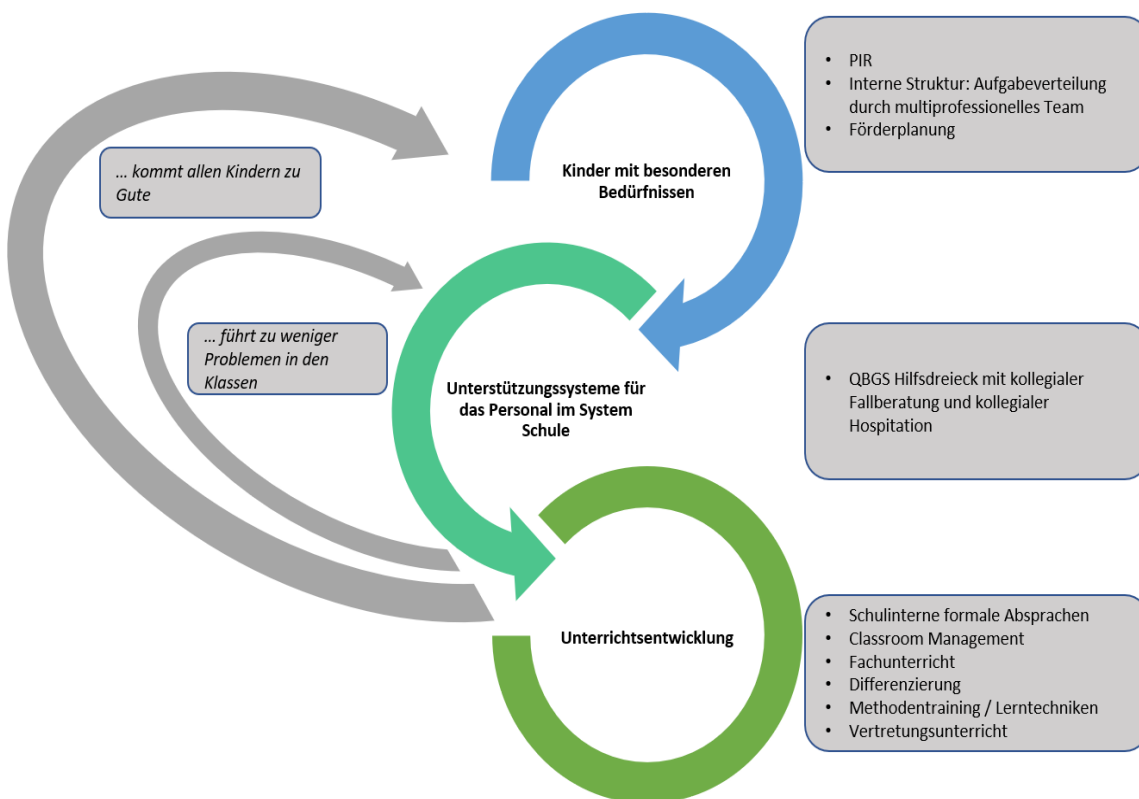 • PIR
• Interne Struktur: Aufgabeverteilung
durch multiprofessionelles Team
• Förderplanung
... kommt allen Kindern zu
Gute
Kinder mit besonderen
Bedürfnissen
... führt zu weniger
Problemen in den
Klassen
Unterstützungssysteme für
das Personal im System
Schule
• QBGS Hilfsdreieck mit kollegialer
Fallberatung und kollegialer
Hospitation
Unterrichtsentwicklung
• Schulinterne formale Absprachen
• Classroom Management
• Fachunterricht
• Differenzierung
• Methodentraining / Lerntechniken
• Vertretungsunterricht